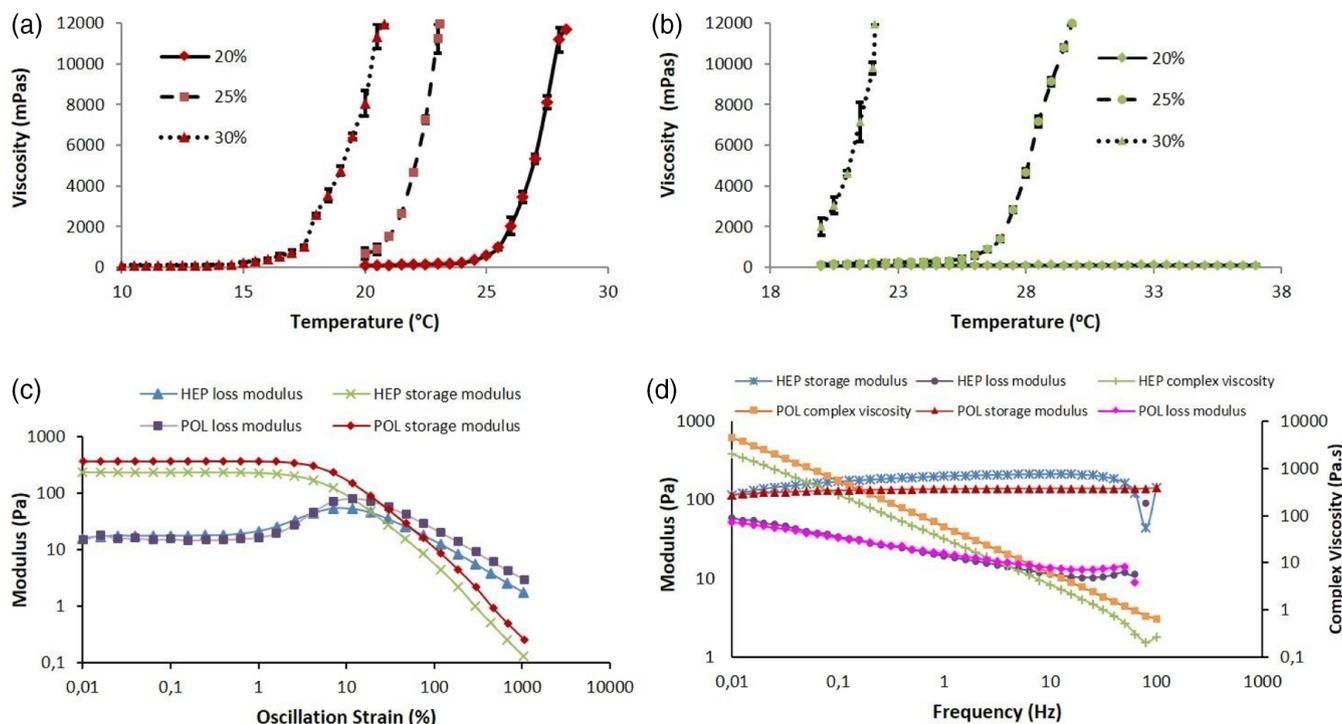 (a)
12000
10000
8000
6000
4000
2000
0
Viscosity (mPas)
20%
25%
30%
10
15
20
25
30
Temperature (°C)
(b)
12000
10000
8000
6000
4000
2000
0
Viscosity (mPas)
20%
25%
30%
18
23
28
33
38
Temperature (ºC)
(c)
HEP loss modulus
HEP storage modulus
POL loss modulus
POL storage modulus
1000
100
10
1
0,1
Modulus (Pa)
0,01
0,1
1
10
100
1000
10000
Oscillation Strain (%)
(d)
HEP storage modulus
HEP loss modulus
HEP complex viscosity
POL complex viscosity
POL storage modulus
POL loss modulus
1000
100
10
1
Modulus (Pa)
10000
1000
100
10
1
0,1
Complex Viscosity (Pa.s)
0,01
0,1
1
10
100
1000
Frequency (Hz)